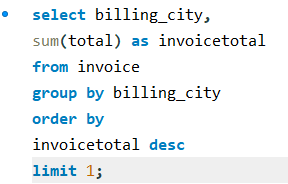 select billing_city,
sum(total) as invoicetotal
from invoice
group by billing_city
order by
invoicetotal desc
limit 1;